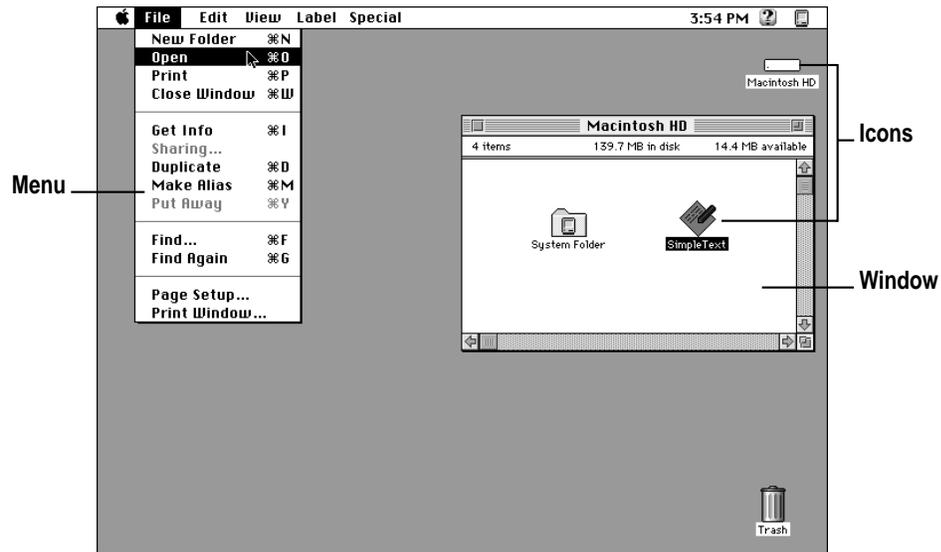 File Edit View Label Special 3:54 PM
New Folder ⌘N
Open ⌘O
Print ⌘P
Close Window ⌘W
Get Info ⌘I
Sharing...
Duplicate ⌘D
Make Alias ⌘M
Put Away ⌘Y
Find... ⌘F
Find Again ⌘G
Page Setup...
Print Window...
Menu
Macintosh HD
Icons
Macintosh HD
4 items 139.7 MB in disk 14.4 MB available
System Folder
SimpleText
Window
Trash